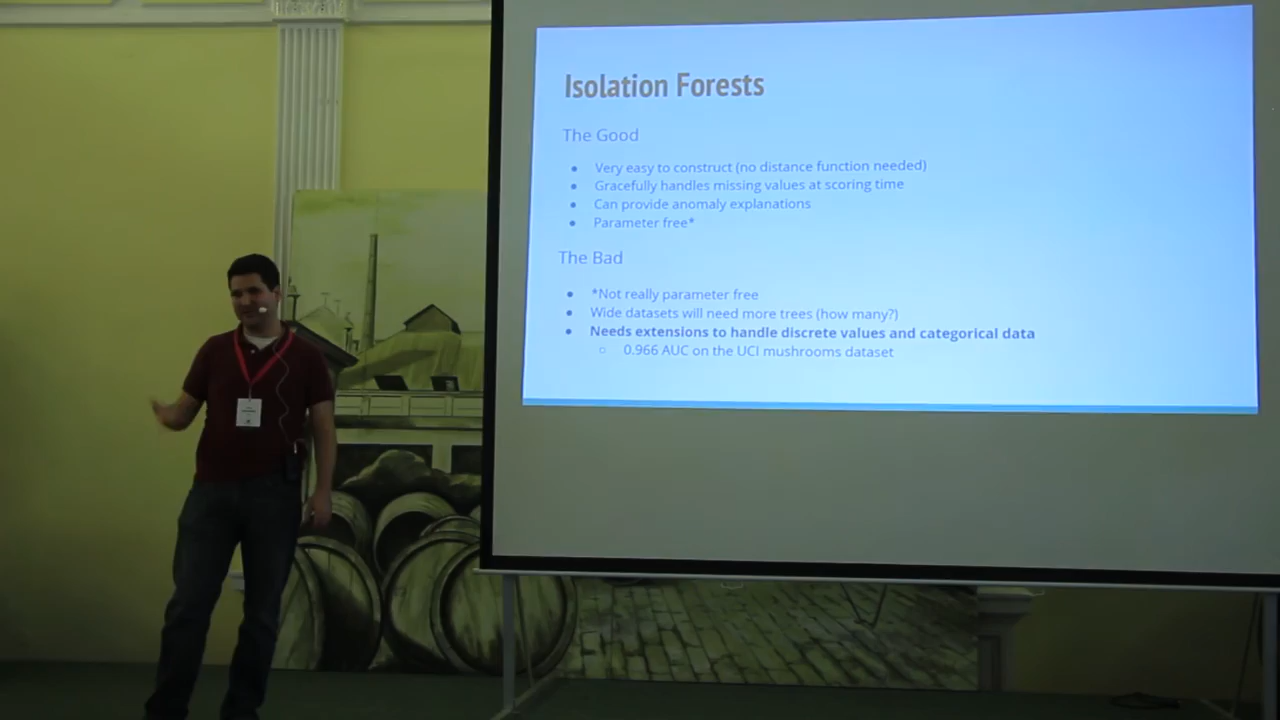 Isolation Forests
The Good
● Very easy to construct (no distance function needed)
● Gracefully handles missing values at scoring time
● Can provide anomaly explanations
● Parameter free*
The Bad
● *Not really parameter free
● Wide datasets will need more trees (how many?)
● Needs extensions to handle discrete values and categorical data
○ 0.966 AUC on the UCI mushrooms dataset